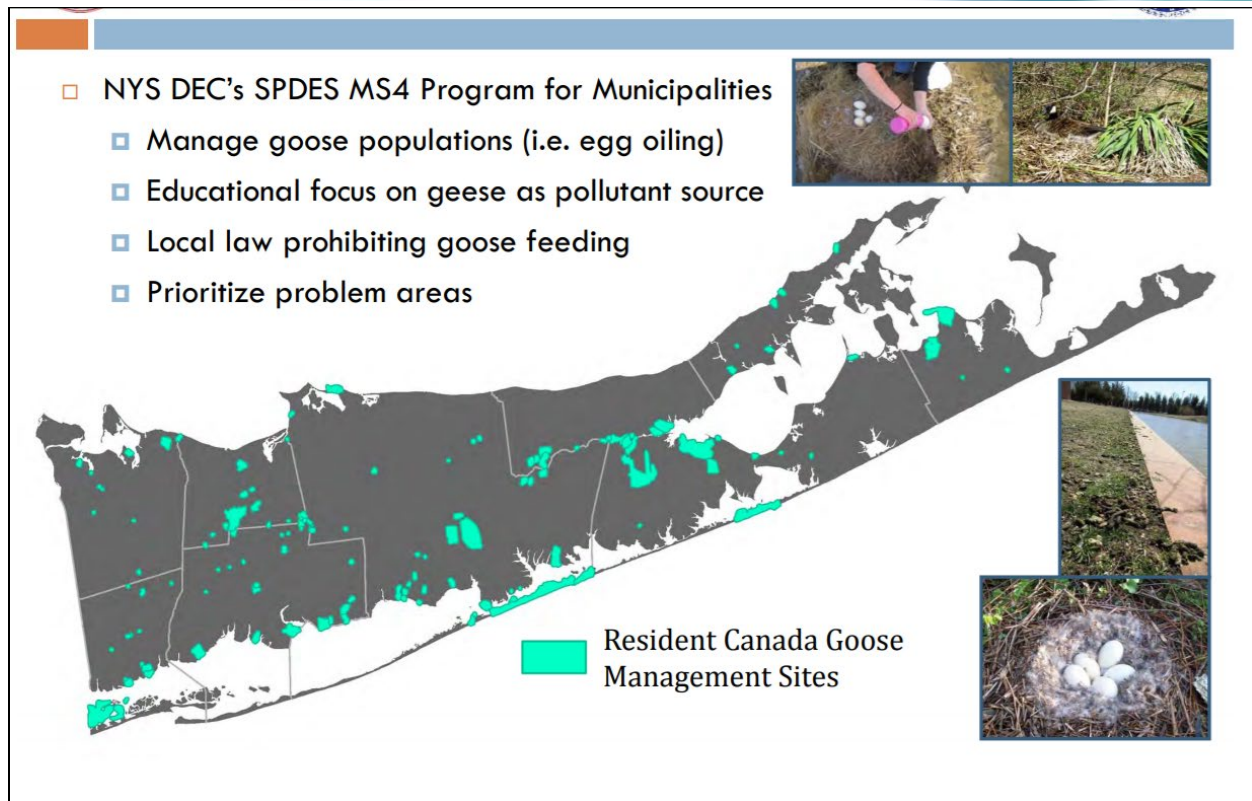 NYS DEC's SPDES MS4 Program for Municipalities
Manage goose populations (i.e. egg oiling)
Educational focus on geese as pollutant source
Local law prohibiting goose feeding
Prioritize problem areas
Resident Canada Goose
Management Sites